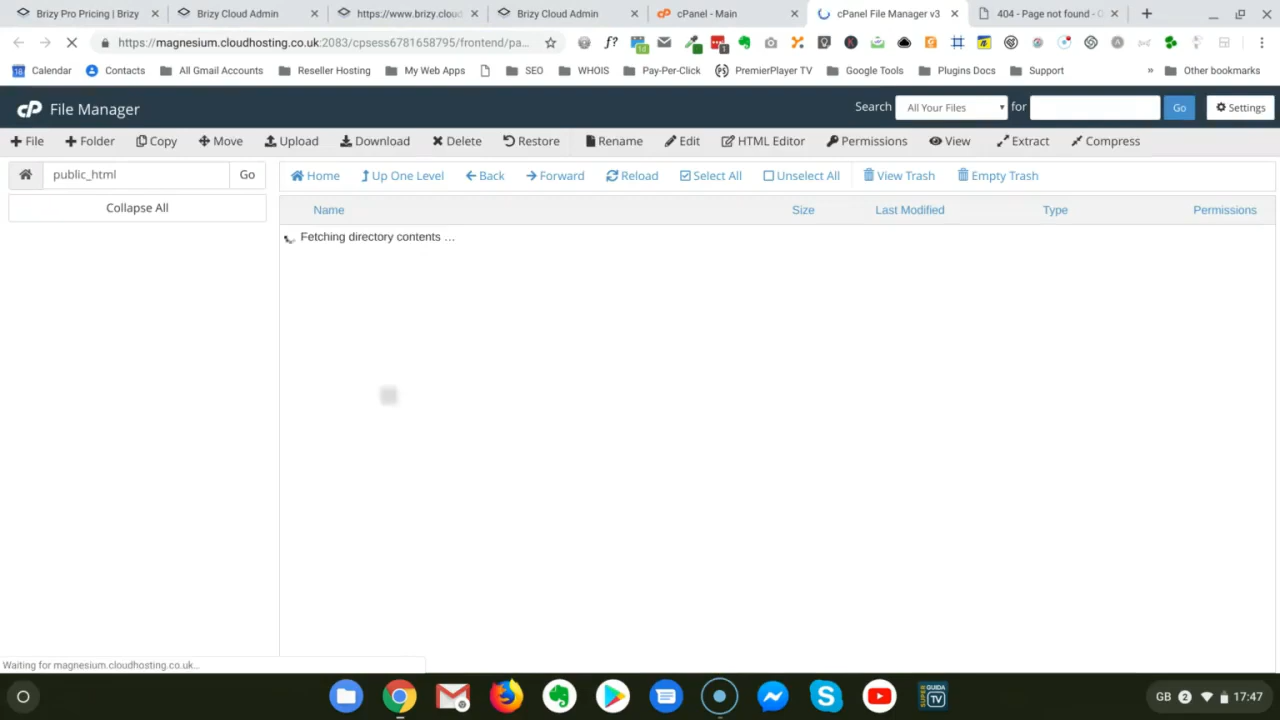 Brizy Pro Pricing | Brizy
Brizy Cloud Admin
https://www.brizy.cloud
Brizy Cloud Admin
cPanel - Main
cPanel File Manager v3
404 - Page not found - O
https://magnesium.cloudhosting.co.uk:2083/cpsess6781658795/frontend/pa...
Calendar
Contacts
All Gmail Accounts
Reseller Hosting
My Web Apps
SEO
WHOIS
Pay-Per-Click
PremierPlayer TV
Google Tools
Plugins Docs
Support
»
Other bookmarks
cP File Manager
Search All Your Files for Go Settings
File Folder Copy Move Upload Download Delete Restore Rename Edit HTML Editor Permissions View Extract Compress
public_html Go
Home Up One Level Back Forward Reload Select All Unselect All View Trash Empty Trash
Collapse All
Name Size Last Modified Type Permissions
Fetching directory contents ...
Waiting for magnesium.cloudhosting.co.uk...
SUPER GUIDA TV
GB 2 17:47